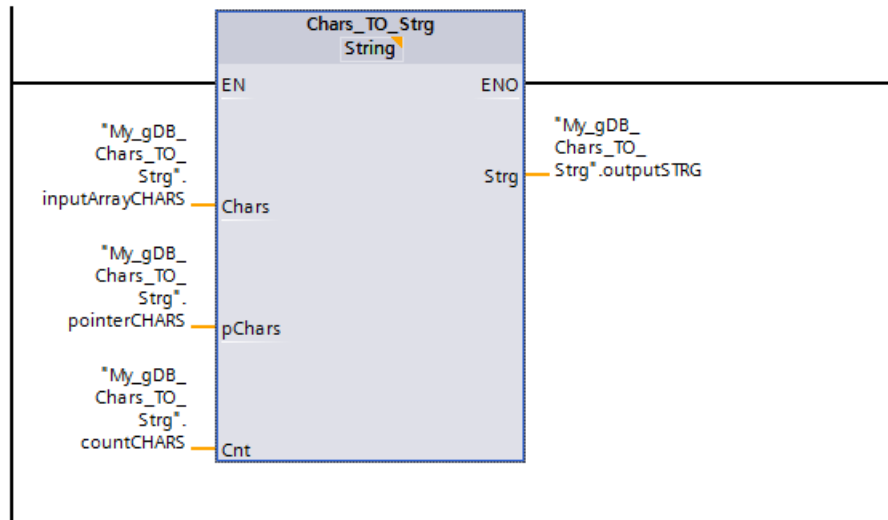 Chars_TO_Strg
String
EN
ENO
"My_gDB_
Chars_TO_
Strg".
inputArrayCHARS
Chars
Strg
"My_gDB_
Chars_TO_
Strg".outputSTRG
"My_gDB_
Chars_TO_
Strg".
pointerCHARS
pChars
"My_gDB_
Chars_TO_
Strg".
countCHARS
Cnt